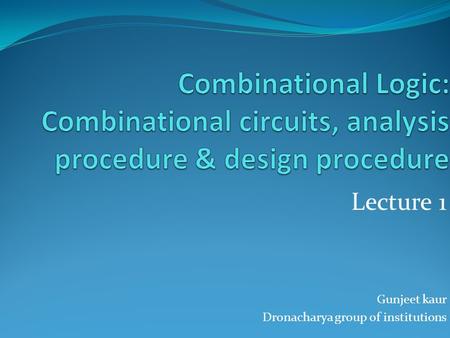 Combinational Logic:
Combinational circuits, analysis
procedure & design procedure
Lecture 1
Gunjeet kaur
Dronacharya group of institutions